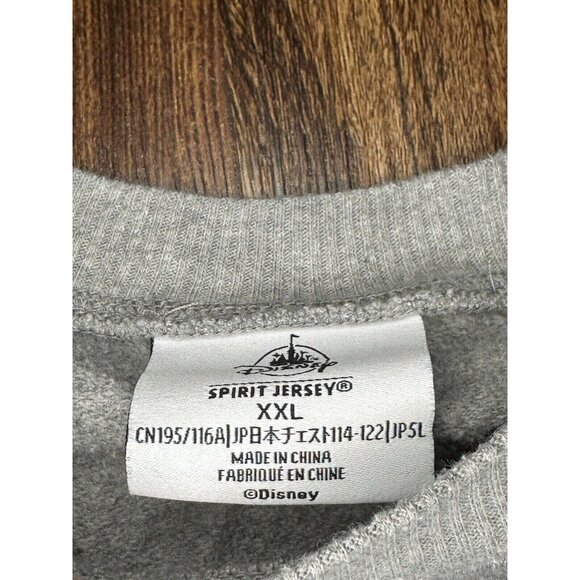 Disney
SPIRIT JERSEY®
XXL
CN195/116A|JP日本チェスト114-122|JP5L
MADE IN CHINA
FABRIQUÉ EN CHINE
©Disney